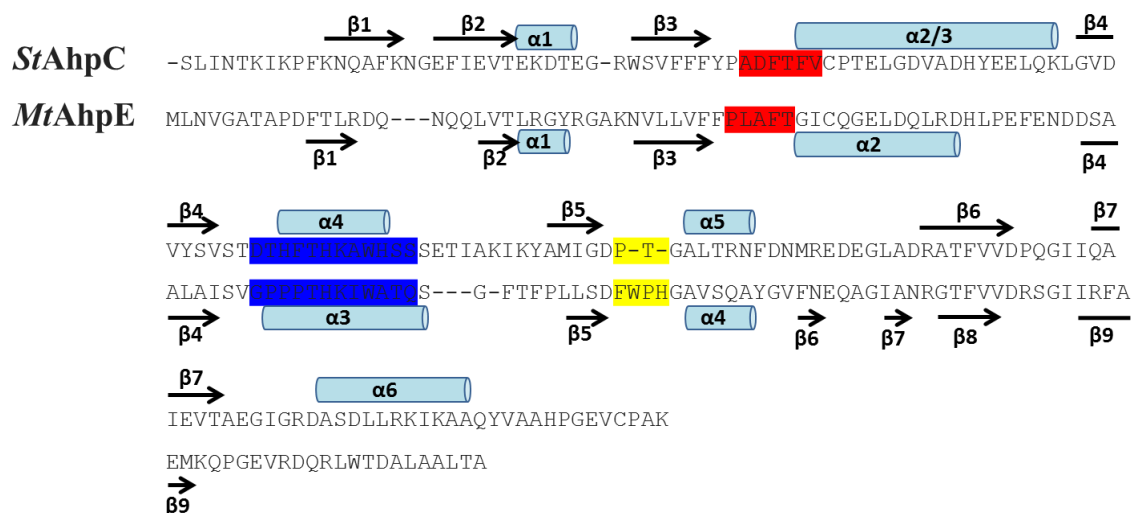 β1 β2 α1 β3 α2/3 β4
StAhpC -SLINTKIKPFKNQAFKNGEFIEVTEKDTEG-RWSVFFFYPADFTFVCPTELGDVADHYEELQKLGVD
MtAhpE MLNVGATAPDFTLRDQ---NQQLVTLRGYRGAKNVLLVFFPLAFTGICQGELDQLRDHLPEFENDDSA
β1 β2 α1 β3 α2 β4
β4 α4 β5 α5 β6 β7
VYSVSTDTHFTHKAWHSSSETIAKIKYAMIGDP-T-GALTRNFDNMREDEGLADRATFVVDPQGIIQA
ALAISVGPPPTHKIWATQS---G-FTFPLLSDFWPHGAVSQAYGVFNEQAGIANRGTFVVDRSGIIRFA
β4 α3 β5 α4 β6 β7 β8 β9
β7 α6
IEVTAEGIGRDASDLLRKIKAAQYVAAHPGEVCPAK
EMKQPGEVRDQRLWTDALAALTA
β9